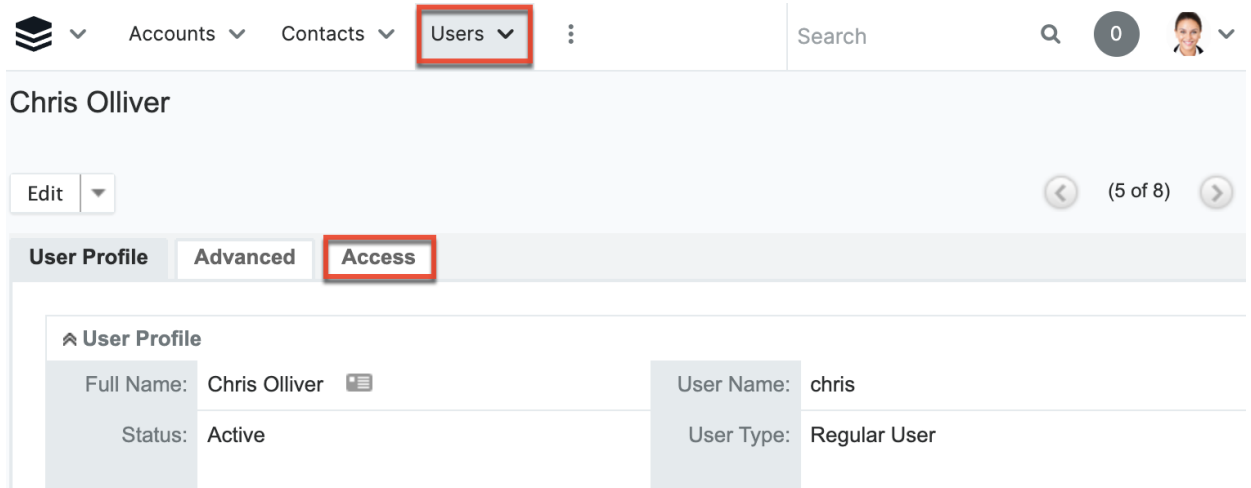 Accounts Contacts Users Search 0
Chris Olliver
Edit (5 of 8)
User Profile Advanced Access
User Profile
Full Name: Chris Olliver User Name: chris
Status: Active User Type: Regular User